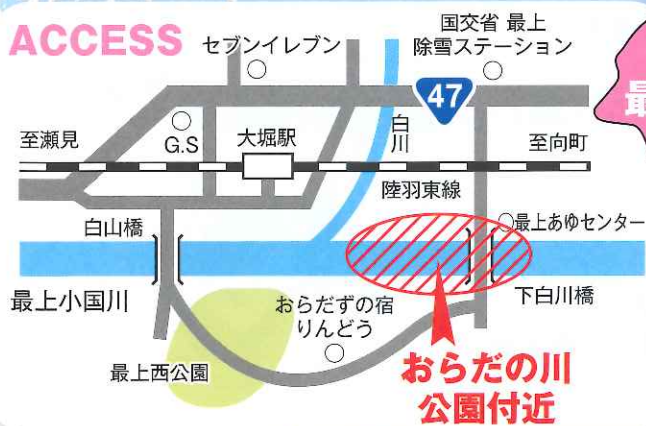 ACCESS
セブンイレブン
国交省 最上
除雪ステーション
47
最
至瀬見
G.S
大堀駅
白川
至向町
陸羽東線
白山橋
最上あゆセンター
最上小国川
おらだずの宿
りんどう
下白川橋
最上西公園
おらだの川
公園付近